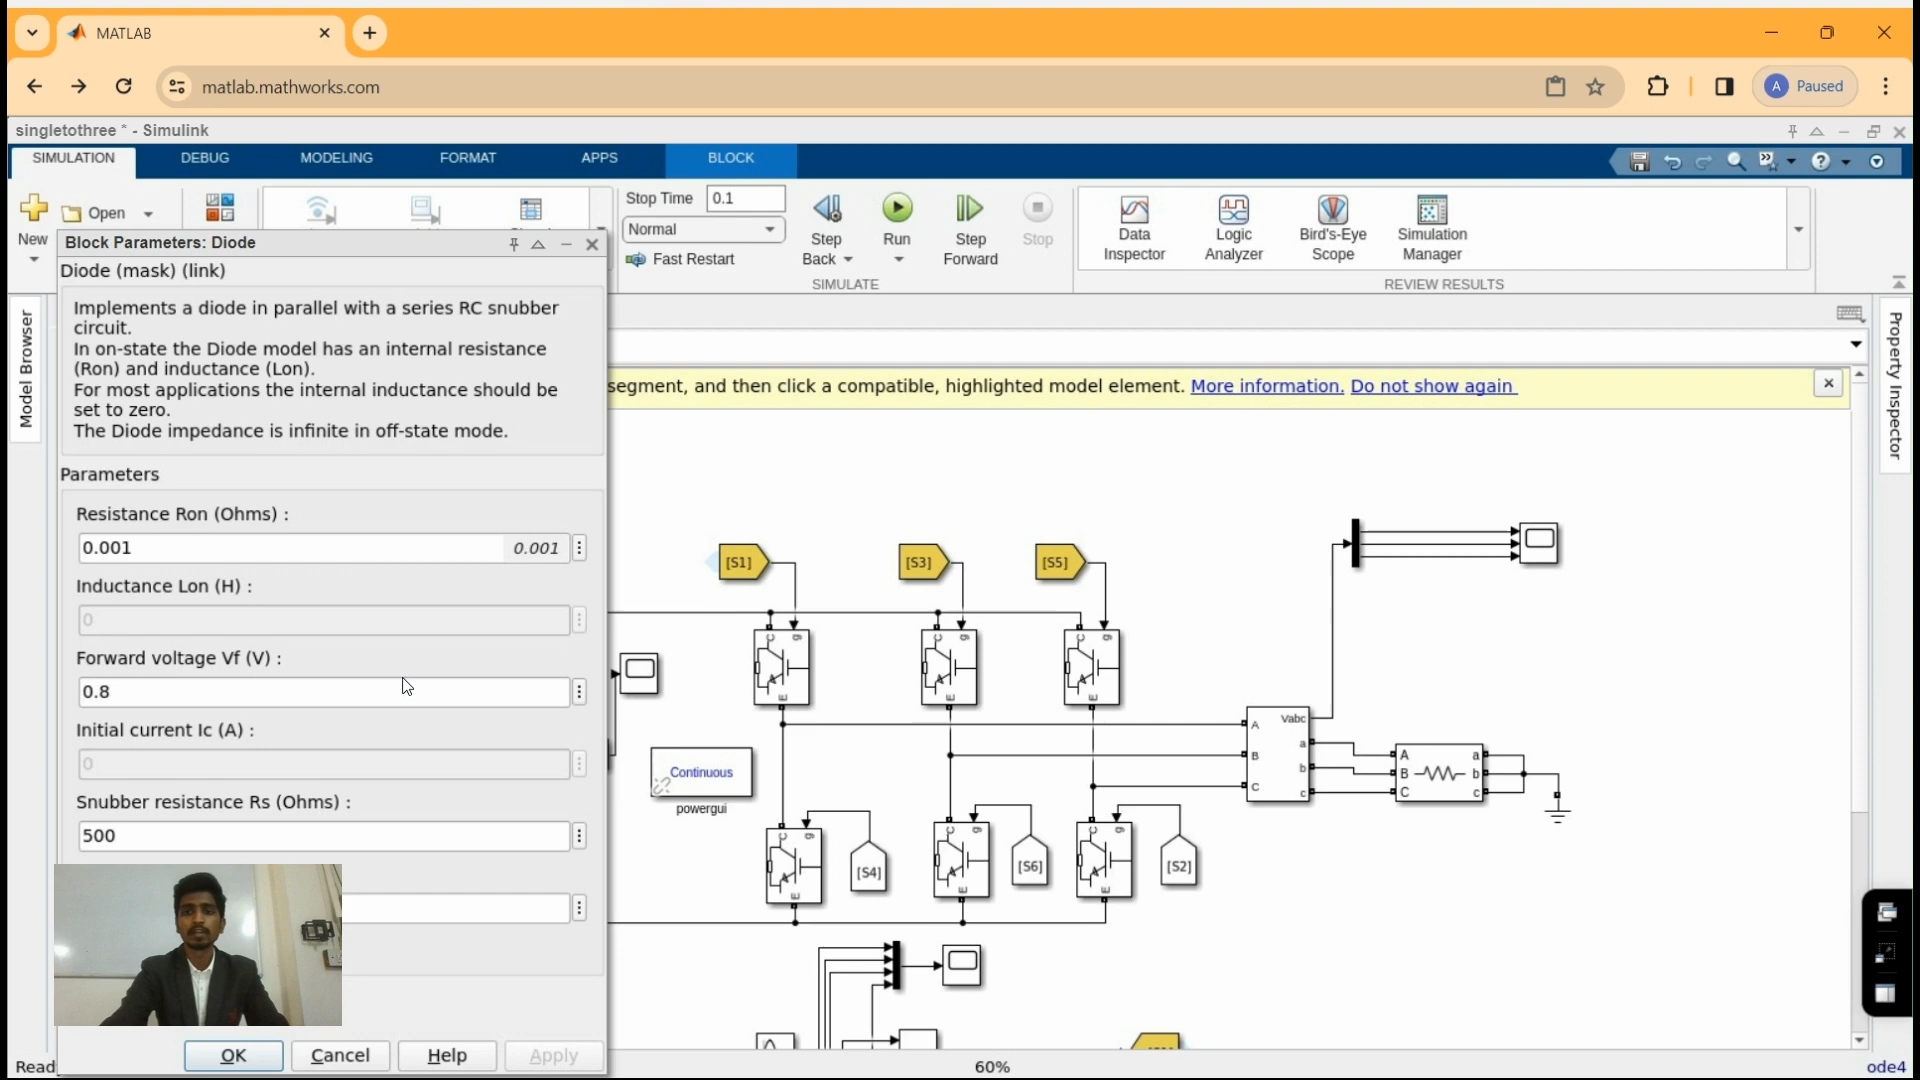 MATLAB
matlab.mathworks.com
A Paused
singletothree * - Simulink
SIMULATION DEBUG MODELING FORMAT APPS BLOCK
New
Open
Stop Time 0.1
Normal
Fast Restart
Step Back
Run
Step Forward
Stop
SIMULATE
Data Inspector
Logic Analyzer
Bird's-Eye Scope
Simulation Manager
REVIEW RESULTS
Model Browser
Property Inspector
segment, and then click a compatible, highlighted model element. More information. Do not show again
Block Parameters: Diode
Diode (mask) (link)
Implements a diode in parallel with a series RC snubber
circuit.
In on-state the Diode model has an internal resistance
(Ron) and inductance (Lon).
For most applications the internal inductance should be
set to zero.
The Diode impedance is infinite in off-state mode.
Parameters
Resistance Ron (Ohms) :
0.001 0.001
Inductance Lon (H) :
0
Forward voltage Vf (V) :
0.8
Initial current Ic (A) :
0
Snubber resistance Rs (Ohms) :
500
OK Cancel Help Apply
[S1] [S3] [S5]
C g E
C g E
C g E
Continuous
powergui
A B C Vabc a b c
A B C a b c
C g E
C g E
C g E
[S4] [S6] [S2]
60%
ode4